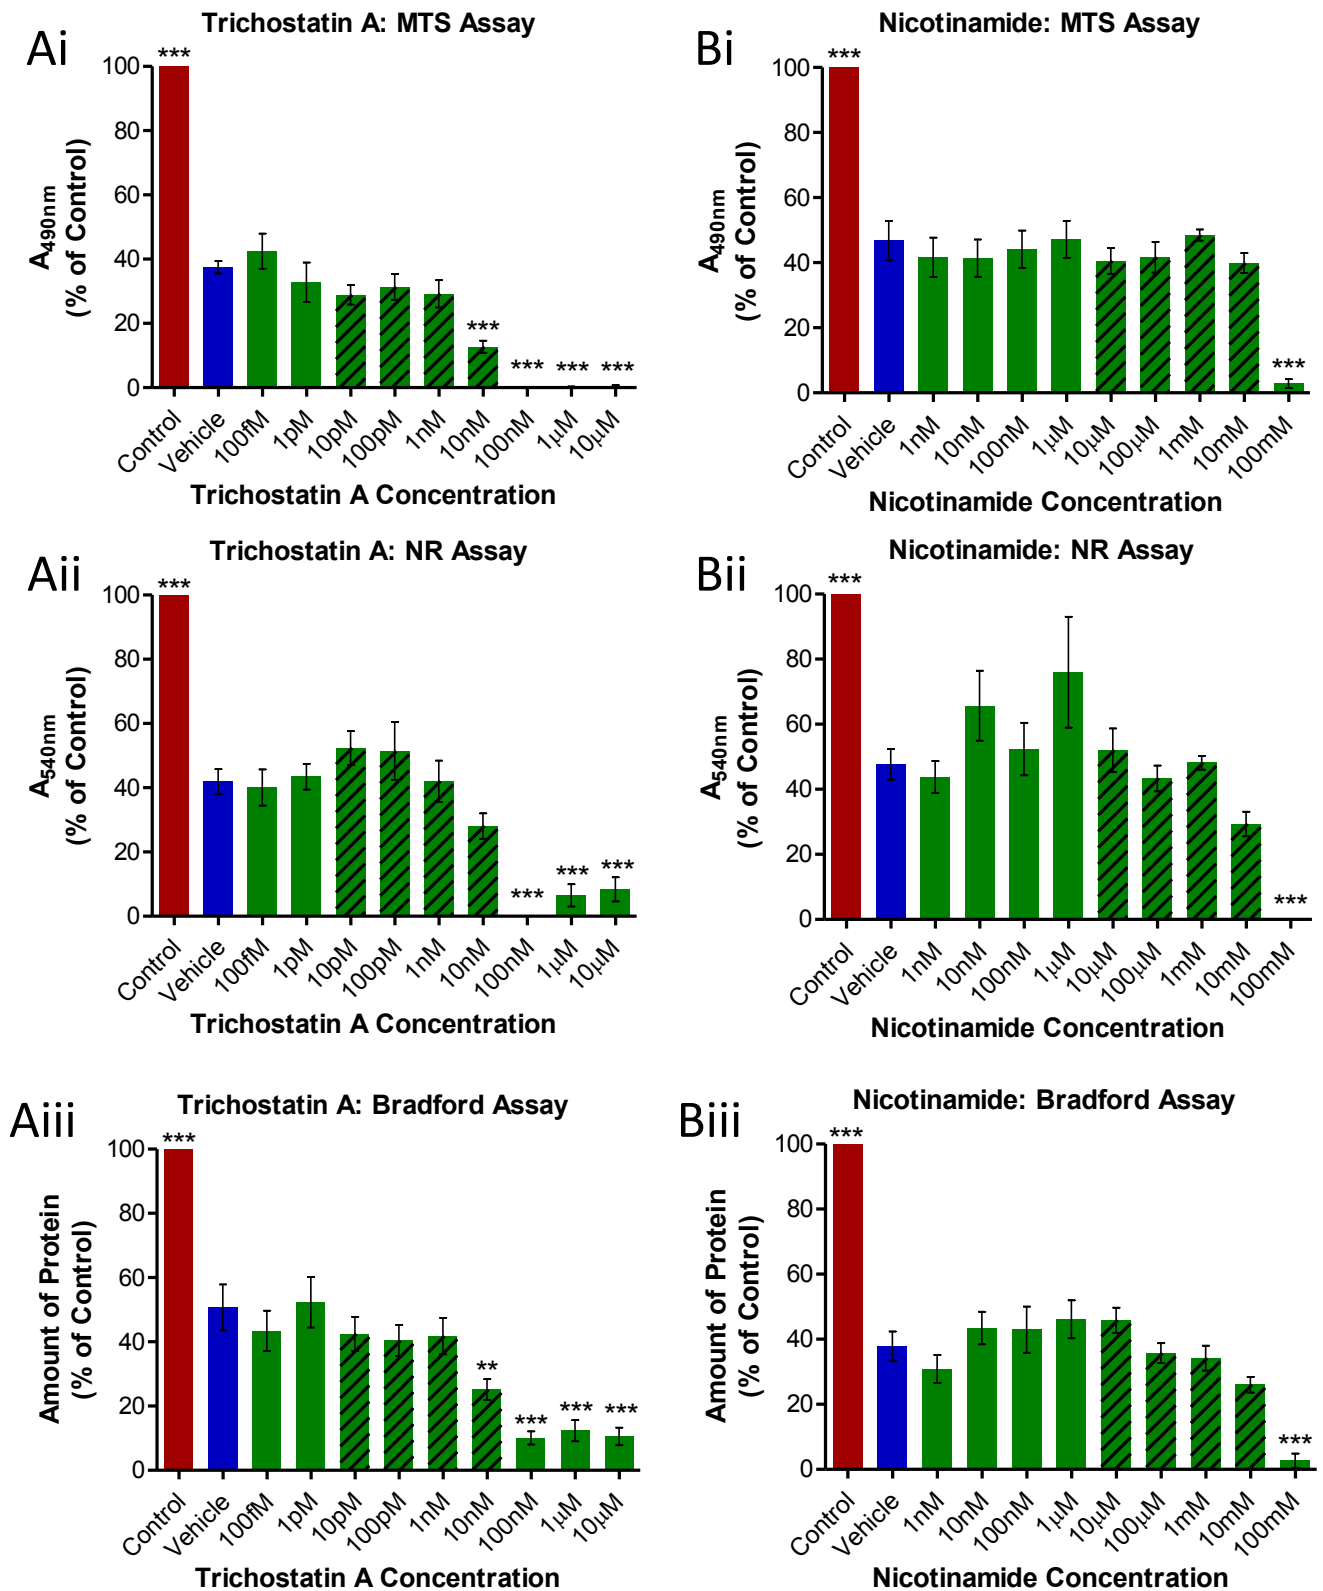 Ai
Trichostatin A: MTS Assay
A490nm
(% of Control)
100
80
60
40
20
0
***
***
***
***
***
Control
Vehicle
100fM
1pM
10pM
100pM
1nM
10nM
100nM
1µM
10µM
Trichostatin A Concentration
Bi
Nicotinamide: MTS Assay
A490nm
(% of Control)
100
80
60
40
20
0
***
***
Control
Vehicle
1nM
10nM
100nM
1µM
10µM
100µM
1mM
10mM
100mM
Nicotinamide Concentration
Aii
Trichostatin A: NR Assay
A540nm
(% of Control)
100
80
60
40
20
0
***
***
***
***
Control
Vehicle
100fM
1pM
10pM
100pM
1nM
10nM
100nM
1µM
10µM
Trichostatin A Concentration
Bii
Nicotinamide: NR Assay
A540nm
(% of Control)
100
80
60
40
20
0
***
***
Control
Vehicle
1nM
10nM
100nM
1µM
10µM
100µM
1mM
10mM
100mM
Nicotinamide Concentration
Aiii
Trichostatin A: Bradford Assay
Amount of Protein
(% of Control)
100
80
60
40
20
0
***
**
***
***
***
Control
Vehicle
100fM
1pM
10pM
100pM
1nM
10nM
100nM
1µM
10µM
Trichostatin A Concentration
Biii
Nicotinamide: Bradford Assay
Amount of Protein
(% of Control)
100
80
60
40
20
0
***
***
Control
Vehicle
1nM
10nM
100nM
1µM
10µM
100µM
1mM
10mM
100mM
Nicotinamide Concentration